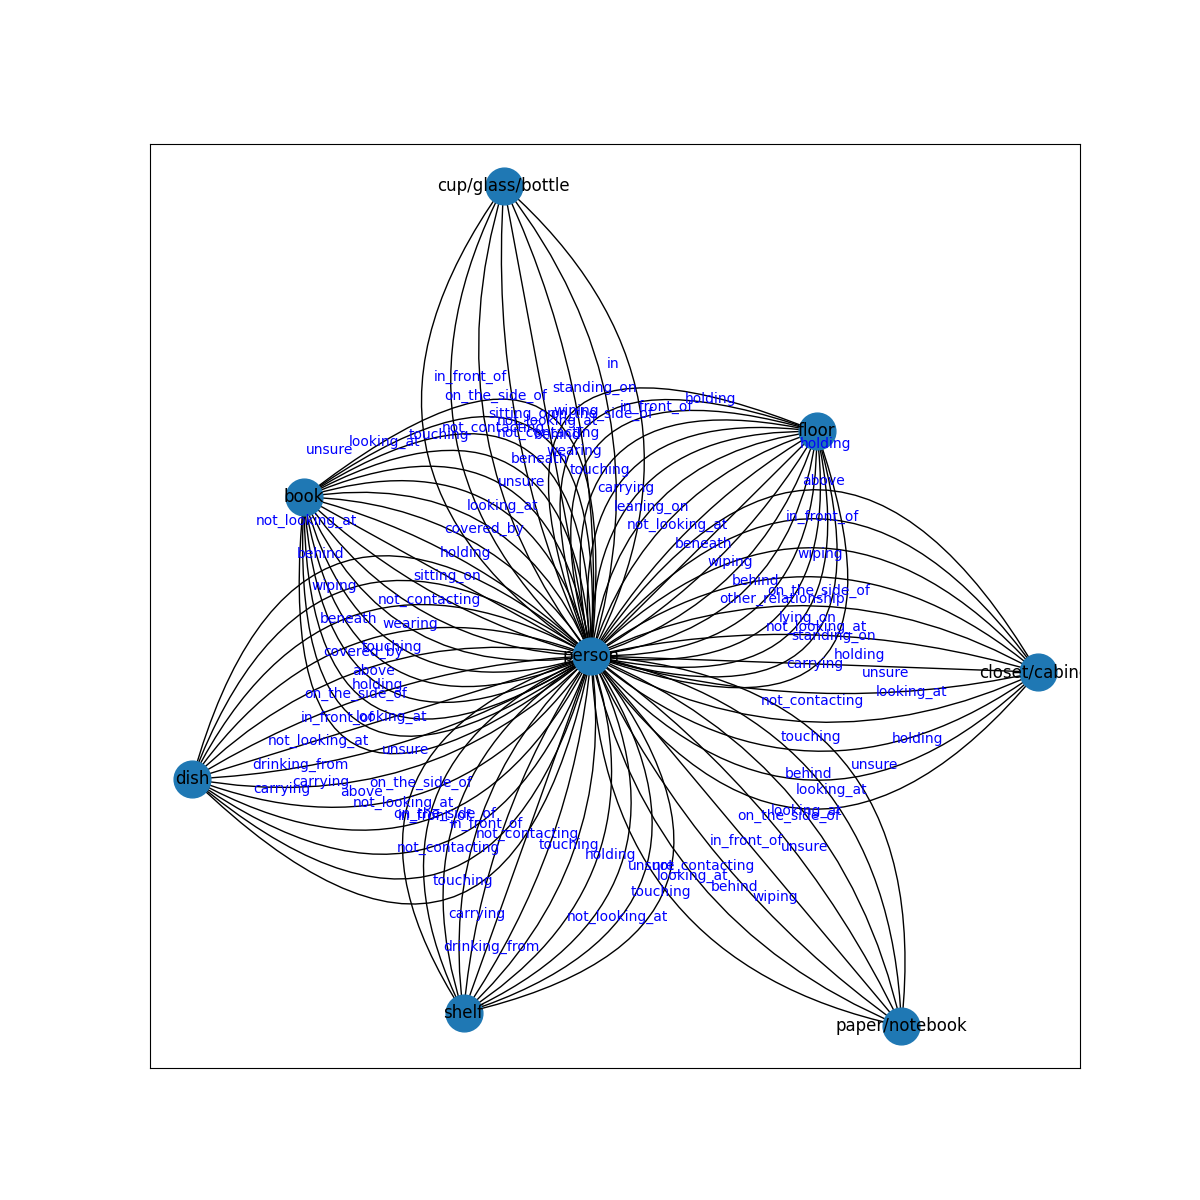 cup/glass/bottle
in
in_front_of
standing_on
on_the_side_of
holding
in_front_of
wiping
sitting_on
on_the_side_of
not_looking_at
not_contacting
not_contacting
behind
touching
looking_at
floor
holding
unsure
wearing
beneath
touching
unsure
above
carrying
book
looking_at
leaning_on
not_looking_at
in_front_of
covered_by
not_looking_at
beneath
holding
behind
wiping
wiping
sitting_on
behind
wiping
on_the_side_of
not_contacting
other_relationship
beneath
lying_on
wearing
not_looking_at
standing_on
touching
covered_by
person
holding
carrying
above
unsure
closet/cabin
holding
on_the_side_of
looking_at
not_contacting
in_front_of
looking_at
touching
holding
not_looking_at
unsure
drinking_from
unsure
behind
dish
carrying
on_the_side_of
carrying
above
looking_at
not_looking_at
looking_at
on_the_side_of
in_front_of
on_the_side_of
in_front_of
not_contacting
in_front_of
touching
unsure
not_contacting
holding
unsure
not_contacting
looking_at
touching
behind
touching
wiping
carrying
not_looking_at
drinking_from
shelf
paper/notebook